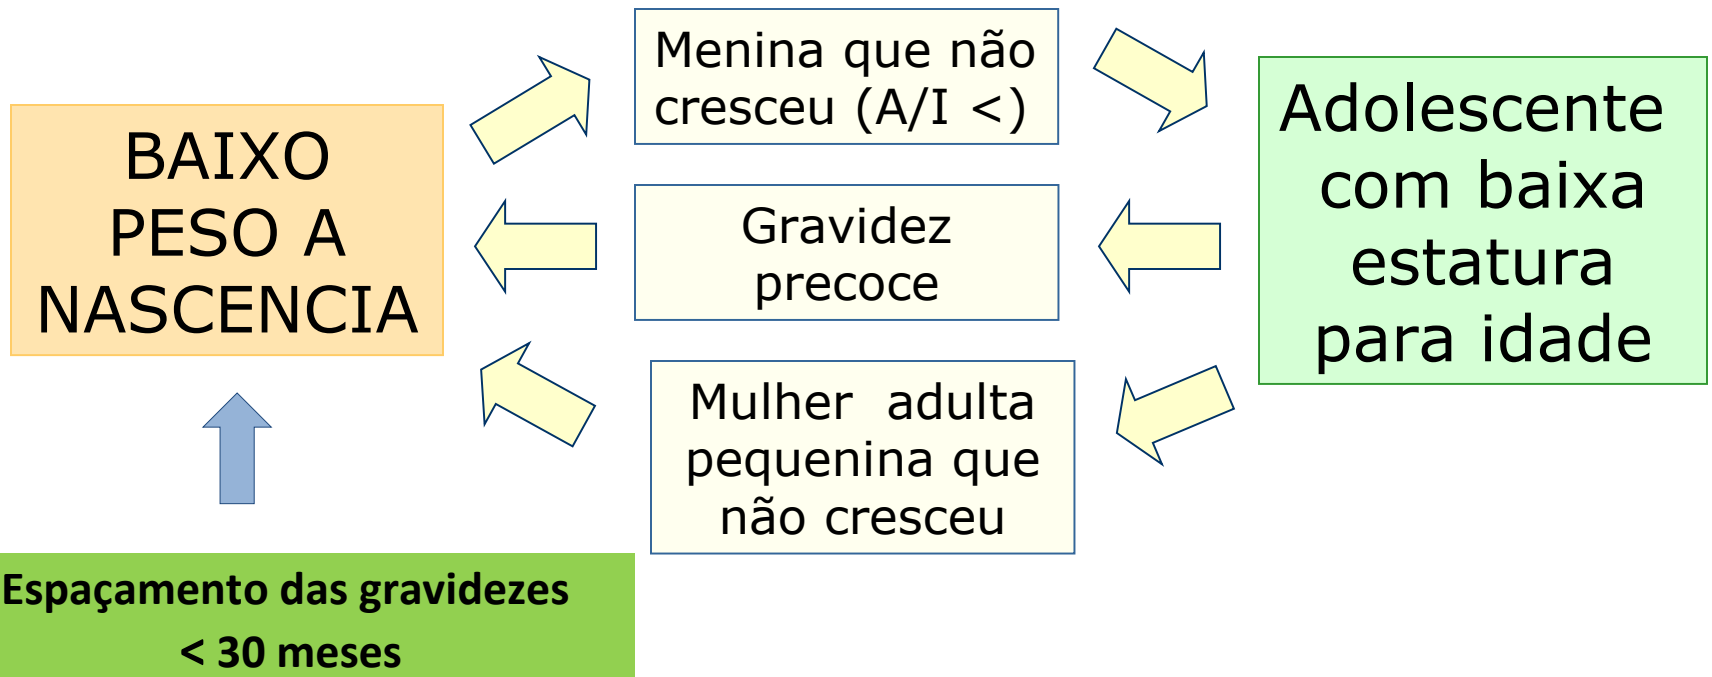 BAIXO
PESO A
NASCENCIA
Menina que não
cresceu (A/I <)
Adolescente
com baixa
estatura
para idade
Gravidez
precoce
Mulher adulta
pequenina que
não cresceu
Espaçamento das gravidezes
< 30 meses